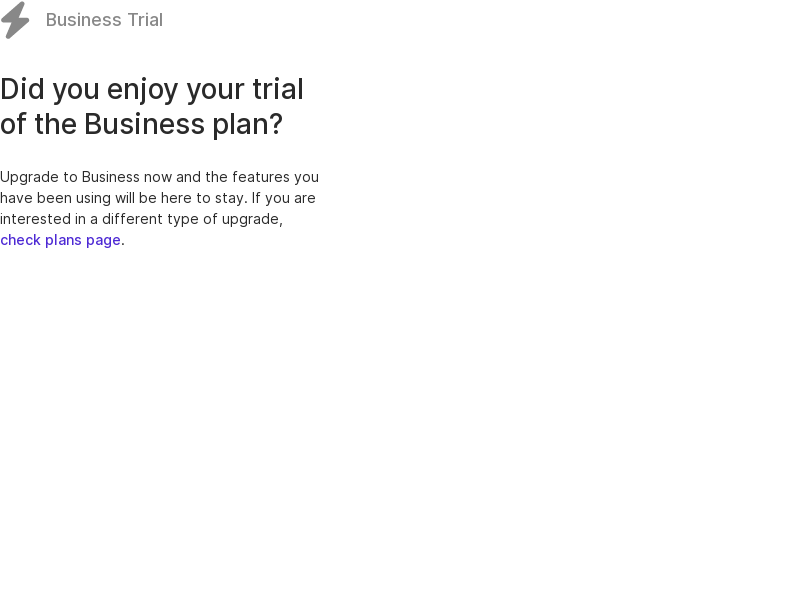 Business Trial
Did you enjoy your trial
of the Business plan?
Upgrade to Business now and the features you
have been using will be here to stay. If you are
interested in a different type of upgrade,
check plans page.